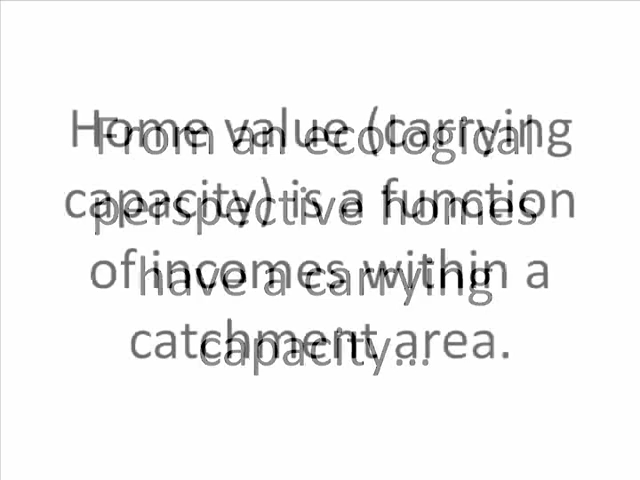 Home value (carrying
capacity) is a function
of incomes within a
catchment area.
From an ecological
perspective homes
have a carrying
capacity...